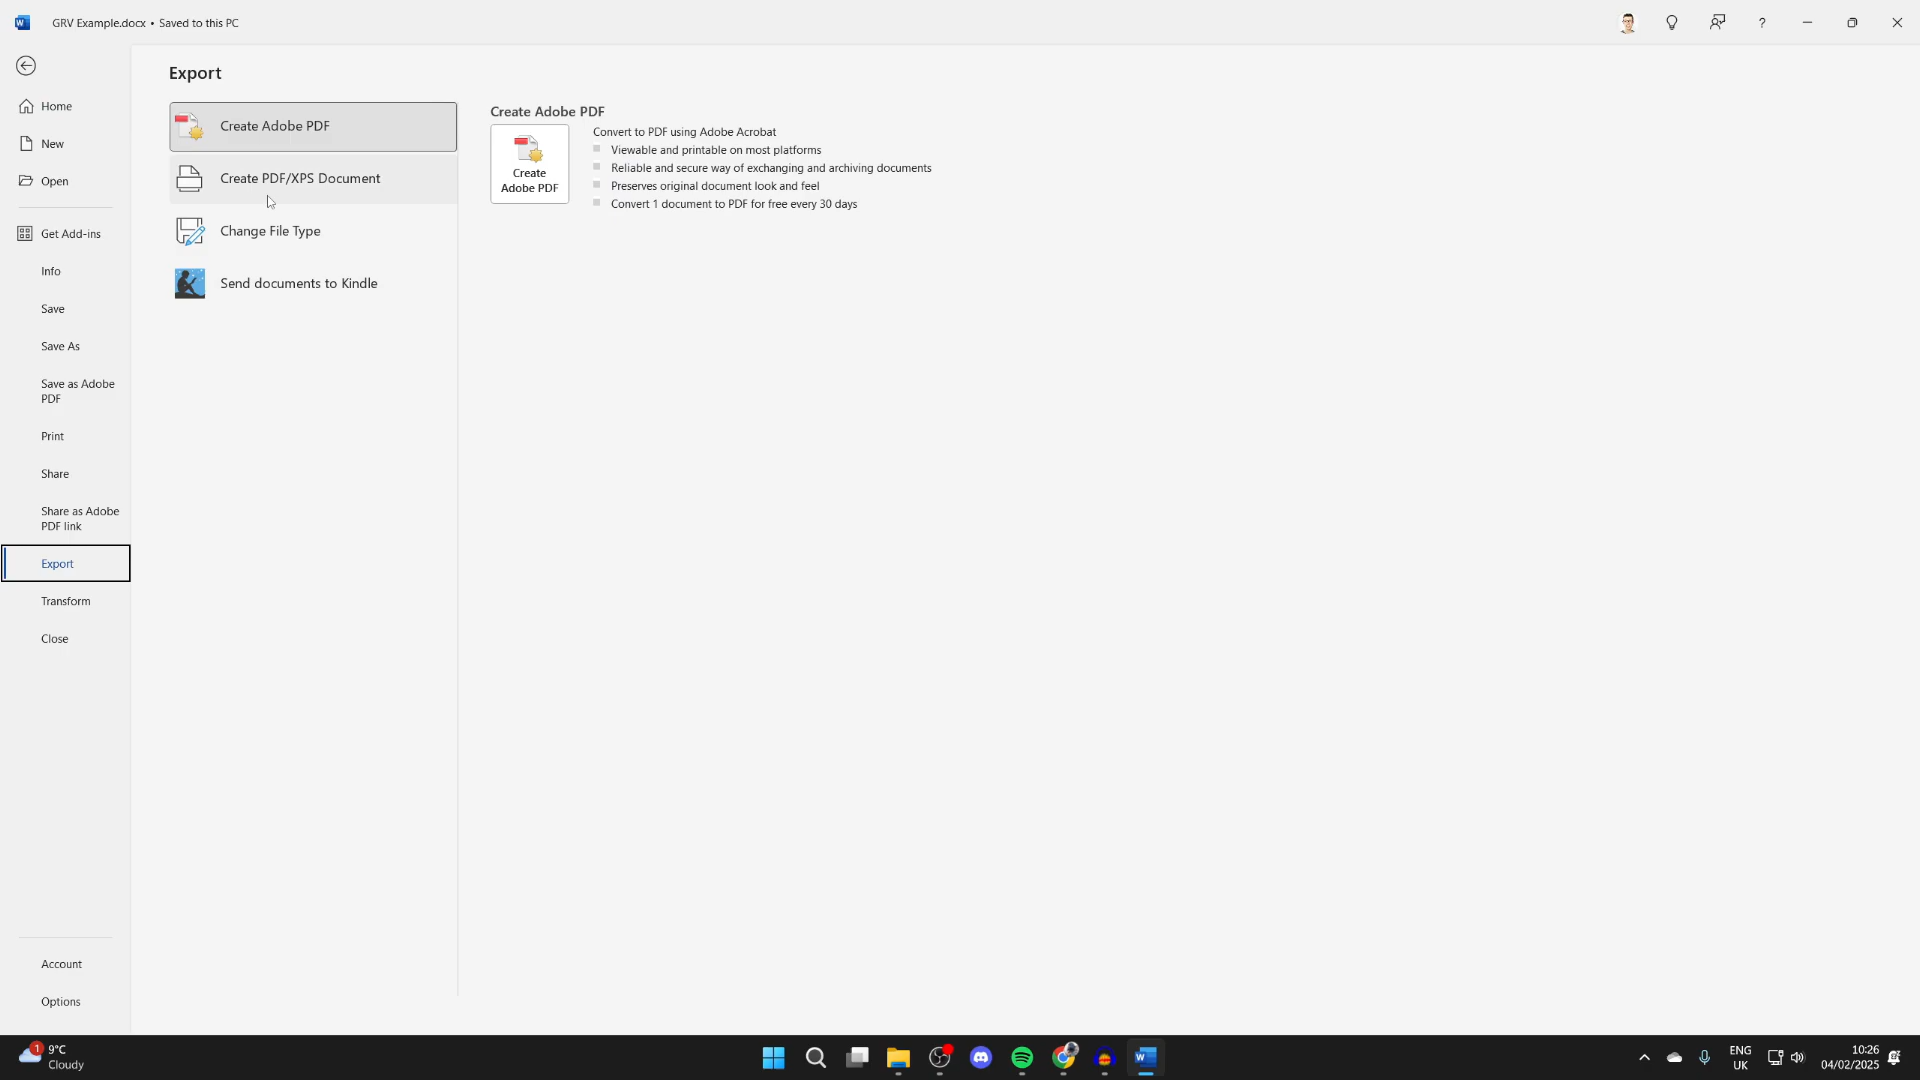 GRV Example.docx • Saved to this PC
?
Home
New
Open
Get Add-ins
Info
Save
Save As
Save as Adobe
PDF
Print
Share
Share as Adobe
PDF link
Export
Transform
Close
Account
Options
Export
Create Adobe PDF
Create PDF/XPS Document
Change File Type
Send documents to Kindle
Create Adobe PDF
Create
Adobe PDF
Convert to PDF using Adobe Acrobat
Viewable and printable on most platforms
Reliable and secure way of exchanging and archiving documents
Preserves original document look and feel
Convert 1 document to PDF for free every 30 days
1
9°C
Cloudy
ENG
UK
10:26
04/02/2025